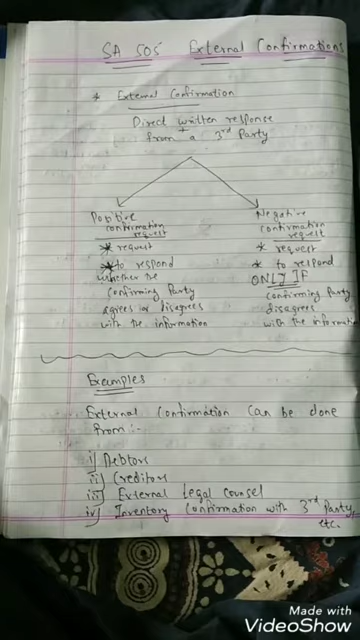 SA 505 External Confirmations
* External Confirmation
Direct written response
+
from a 3rd Party
Positive
confirmation
request
* request
* to respond
whether the
confirming Party
agrees or disagrees
with the information
Negative
confirmation
request
* request
* to respond
ONLY IF
confirming Party
disagrees
with the information
Examples
External Confirmation can be done
from:-
i) Debtors
ii) Creditors
iii) External Legal Counsel
iv) Inventory Confirmation with 3rd Party
etc.
Made with
VideoShow